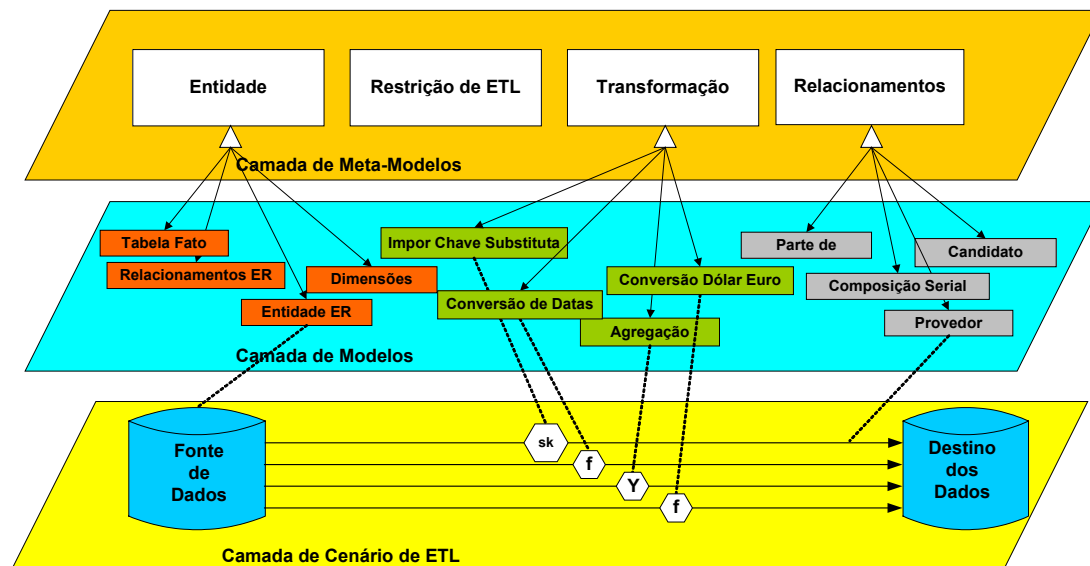 Entidade
Restrição de ETL
Transformação
Relacionamentos
Camada de Meta-Modelos
Tabela Fato
Relacionamentos ER
Dimensões
Entidade ER
Impor Chave Substituta
Conversão de Datas
Conversão Dólar Euro
Agregação
Parte de
Candidato
Composição Serial
Provedor
Camada de Modelos
Fonte
de
Dados
sk
f
Y
f
Destino
dos
Dados
Camada de Cenário de ETL